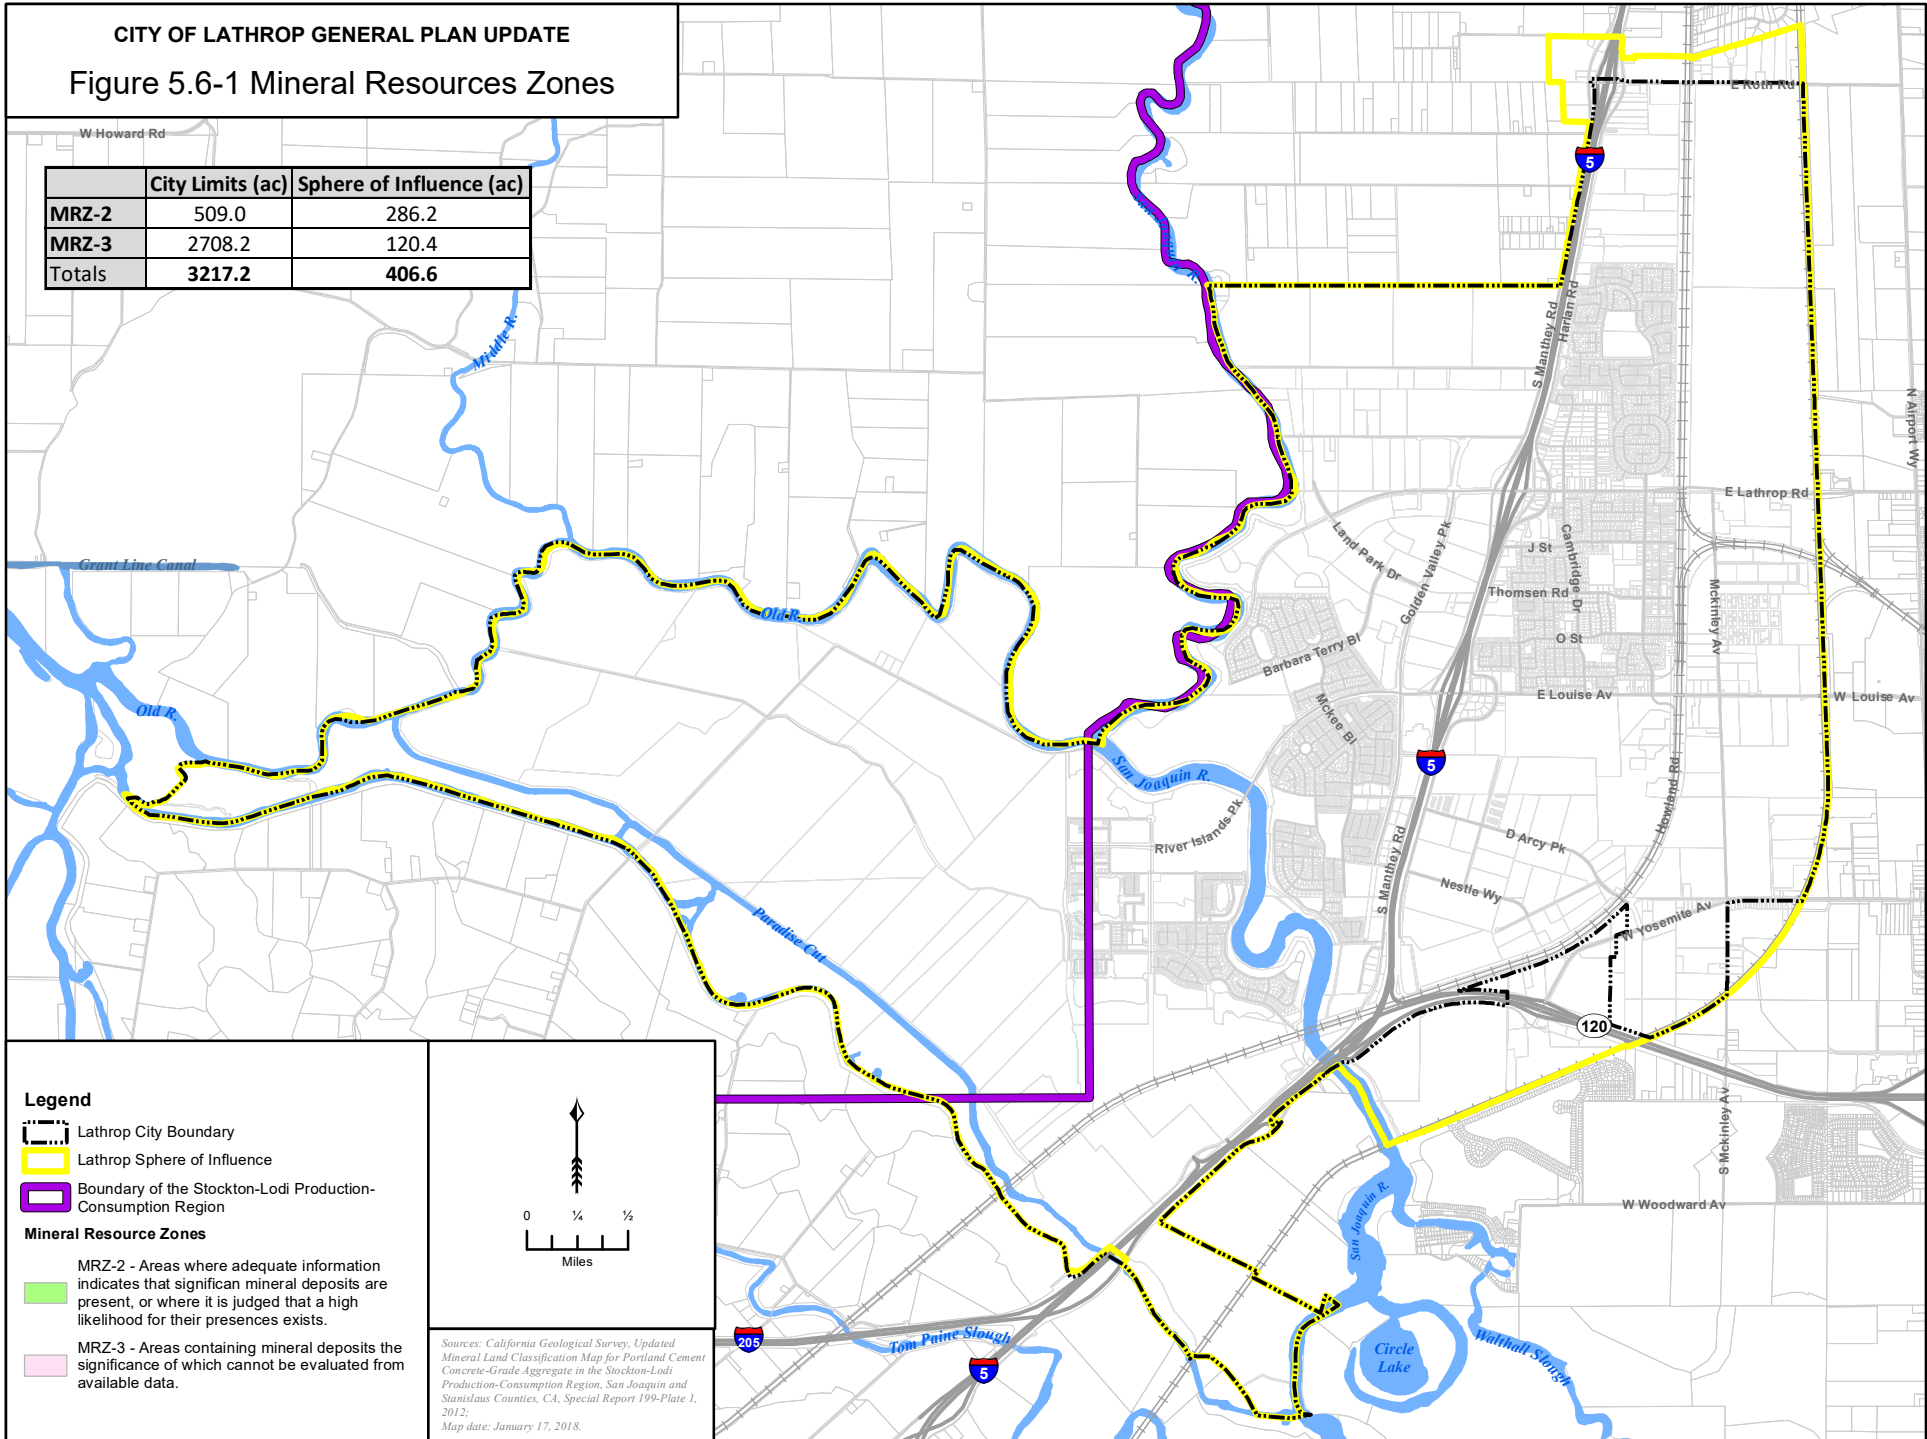 CITY OF LATHROP GENERAL PLAN UPDATE
Figure 5.6-1 Mineral Resources Zones
W Howard Rd
City Limits (ac) Sphere of Influence (ac)
MRZ-2 509.0 286.2
MRZ-3 2708.2 120.4
Totals 3217.2 406.6
E Roth Rd
5
Middle R.
S Manthey Rd
Harlan Rd
N Airport Wy
E Lathrop Rd
Land Park Dr
Golden Valley Pk
J St
Cambridge Dr
Thomsen Rd
O St
Mckinley Av
Grant Line Canal
Old R.
Barbara Terry Bl
Mckee Bl
E Louise Av
W Louise Av
Old R.
San Joaquin R.
5
River Islands Pk
S Manthey Rd
Howland Rd
D Arcy Pk
Nestle Wy
W Yosemite Av
Paradise Cut
120
S Mckinley Av
W Woodward Av
San Joaquin R.
Circle
Lake
Walthall Slough
Tom Paine Slough
205
5
Legend
Lathrop City Boundary
Lathrop Sphere of Influence
Boundary of the Stockton-Lodi Production-
Consumption Region
Mineral Resource Zones
MRZ-2 - Areas where adequate information
indicates that significan mineral deposits are
present, or where it is judged that a high
likelihood for their presences exists.
MRZ-3 - Areas containing mineral deposits the
significance of which cannot be evaluated from
available data.
0 ¼ ½
Miles
Sources: California Geological Survey, Updated
Mineral Land Classification Map for Portland Cement
Concrete-Grade Aggregate in the Stockton-Lodi
Production-Consumption Region, San Joaquin and
Stanislaus Counties, CA, Special Report 199-Plate 1,
2012;
Map date: January 17, 2018.